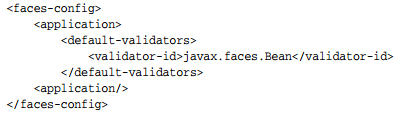 <faces-config>
    <application>
        <default-validators>
            <validator-id>javax.faces.Bean</validator-id>
        </default-validators>
    <application/>
</faces-config>